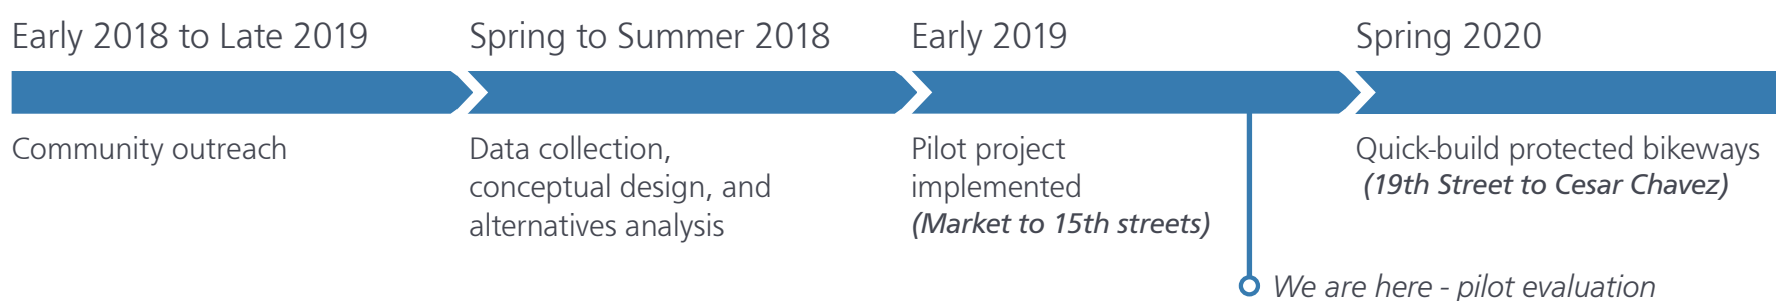 Early 2018 to Late 2019
Community outreach
Spring to Summer 2018
Data collection,
conceptual design, and
alternatives analysis
Early 2019
Pilot project
implemented
(Market to 15th streets)
We are here - pilot evaluation
Spring 2020
Quick-build protected bikeways
(19th Street to Cesar Chavez)